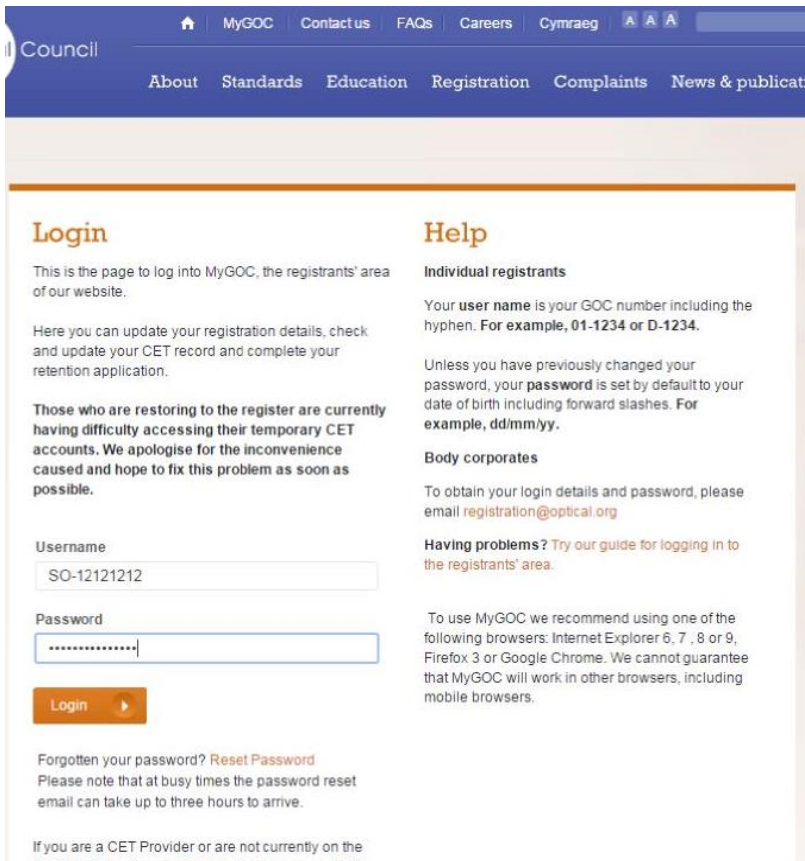 MyGOC Contact us FAQs Careers Cymraeg A A A
Council
About Standards Education Registration Complaints News &
Login
This is the page to log into MyGOC, the registrants' area
of our website.
Here you can update your registration details, check
and update your CET record and complete your
retention application.
Those who are restoring to the register are currently
having difficulty accessing their temporary CET
accounts. We apologise for the inconvenience
caused and hope to fix this problem as soon as
possible.
Username
SO-12121212
Password
•••••••••••••••
Login
Forgotten your password? Reset Password
Please note that at busy times the password reset
email can take up to three hours to arrive.
If you are a CET Provider or are not currently on the
Help
Individual registrants
Your user name is your GOC number including the
hyphen. For example, 01-1234 or D-1234.
Unless you have previously changed your
password, your password is set by default to your
date of birth including forward slashes. For
example, dd/mm/yy.
Body corporates
To obtain your login details and password, please
email registration@optical.org
Having problems? Try our guide for logging in to
the registrants' area.
To use MyGOC we recommend using one of the
following browsers: Internet Explorer 6, 7 , 8 or 9,
Firefox 3 or Google Chrome. We cannot guarantee
that MyGOC will work in other browsers, including
mobile browsers.